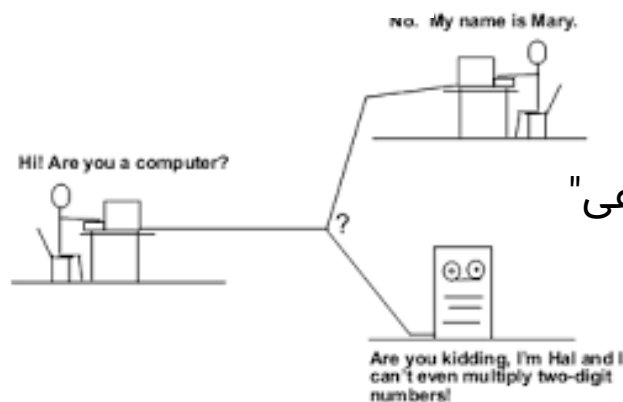 No. My name is Mary.
Hi! Are you a computer?
?
Are you kidding, I'm Hal and I
can't even multiply two-digit
numbers!